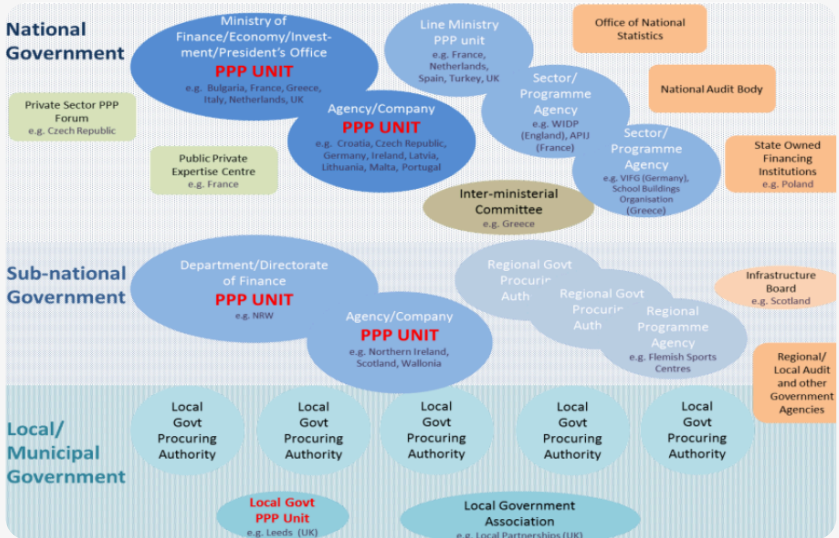 National
Government
Ministry of
Finance/Economy/Invest-
ment/President's Office
PPP UNIT
e.g. Bulgaria, France, Greece,
Italy, Netherlands, UK
Line Ministry
PPP unit
e.g. France,
Netherlands,
Spain, Turkey, UK
Office of National
Statistics
Private Sector PPP
Forum
e.g. Czech Republic
Agency/Company
PPP UNIT
e.g. Croatia, Czech Republic,
Germany, Ireland, Latvia,
Lithuania, Malta, Portugal
Sector/
Programme
Agency
e.g. WIDP
(England), APIJ
(France)
National Audit Body
Public Private
Expertise Centre
e.g. France
Sector/
Programme
Agency
e.g. VIFG (Germany),
School Buildings
Organisation
(Greece)
State Owned
Financing
Institutions
e.g. Poland
Inter-ministerial
Committee
e.g. Greece
Sub-national
Government
Department/Directorate
of Finance
PPP UNIT
e.g. NRW
Agency/Company
PPP UNIT
e.g. Northern Ireland,
Scotland, Wallonia
Regional Govt
Procurin
Auth
Regional Govt
Procurin
Auth
Regional
Programme
Agency
e.g. Flemish Sports
Centres
Infrastructure
Board
e.g. Scotland
Regional/
Local Audit
and other
Government
Agencies
Local/
Municipal
Government
Local
Govt
Procuring
Authority
Local
Govt
Procuring
Authority
Local
Govt
Procuring
Authority
Local
Govt
Procuring
Authority
Local
Govt
Procuring
Authority
Local Govt
PPP Unit
e.g. Leeds (UK)
Local Government
Association
e.g. Local Partnerships (UK)